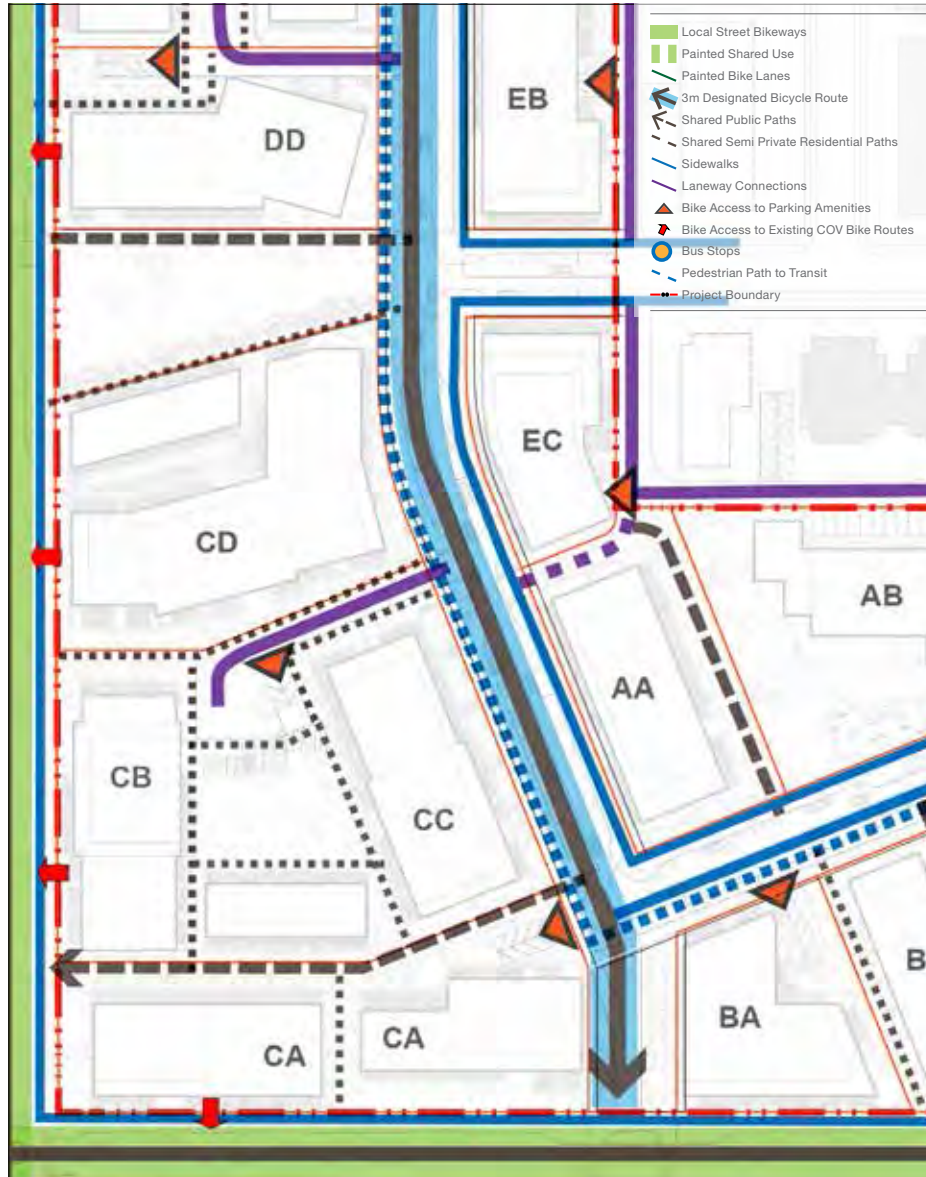 Local Street Bikeways
Painted Shared Use
Painted Bike Lanes
3m Designated Bicycle Route
Shared Public Paths
Shared Semi Private Residential Paths
Sidewalks
Laneway Connections
Bike Access to Parking Amenities
Bike Access to Existing COV Bike Routes
Bus Stops
Pedestrian Path to Transit
Project Boundary
EB
DD
EC
CD
AB
AA
CB
CC
B
BA
CA
CA